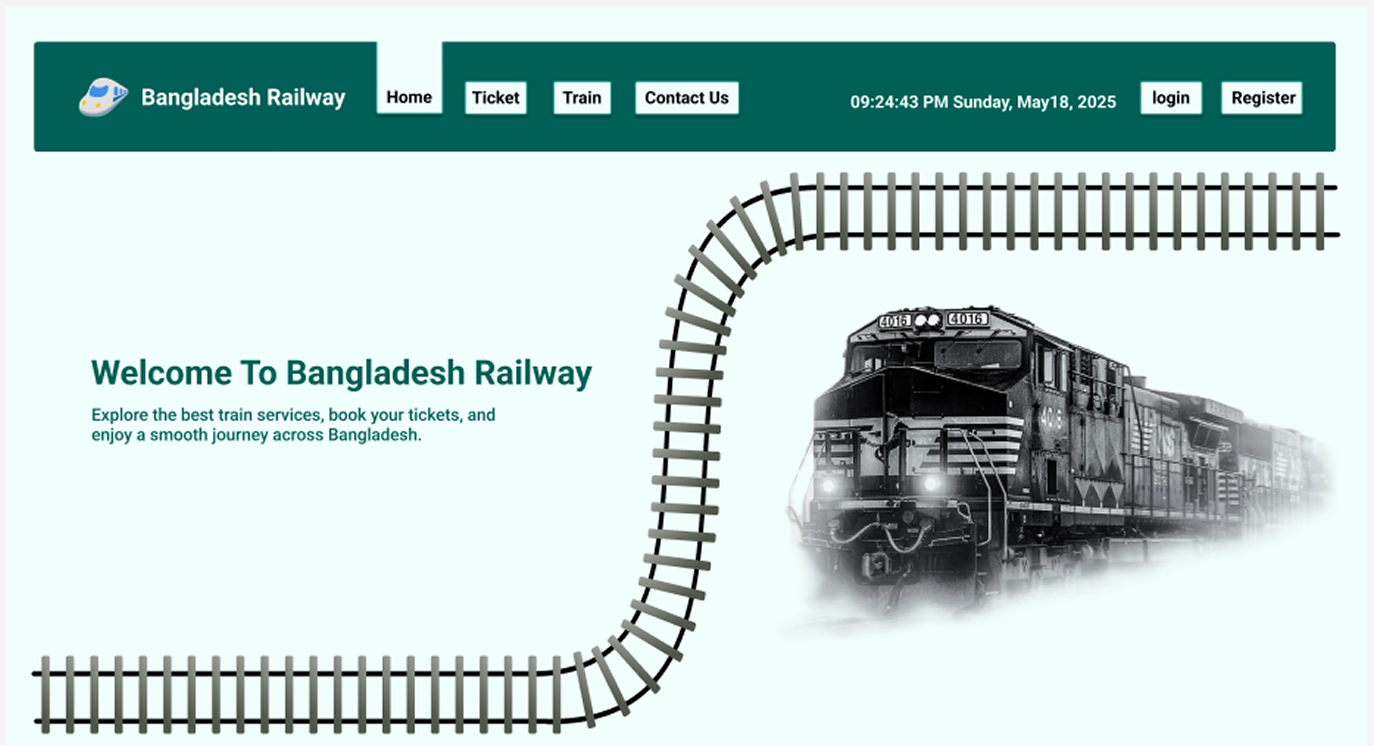 Bangladesh Railway
Home
Ticket
Train
Contact Us
09:24:43 PM Sunday, May18, 2025
login
Register
4016
4016
Welcome To Bangladesh Railway
Explore the best train services, book your tickets, and
enjoy a smooth journey across Bangladesh.